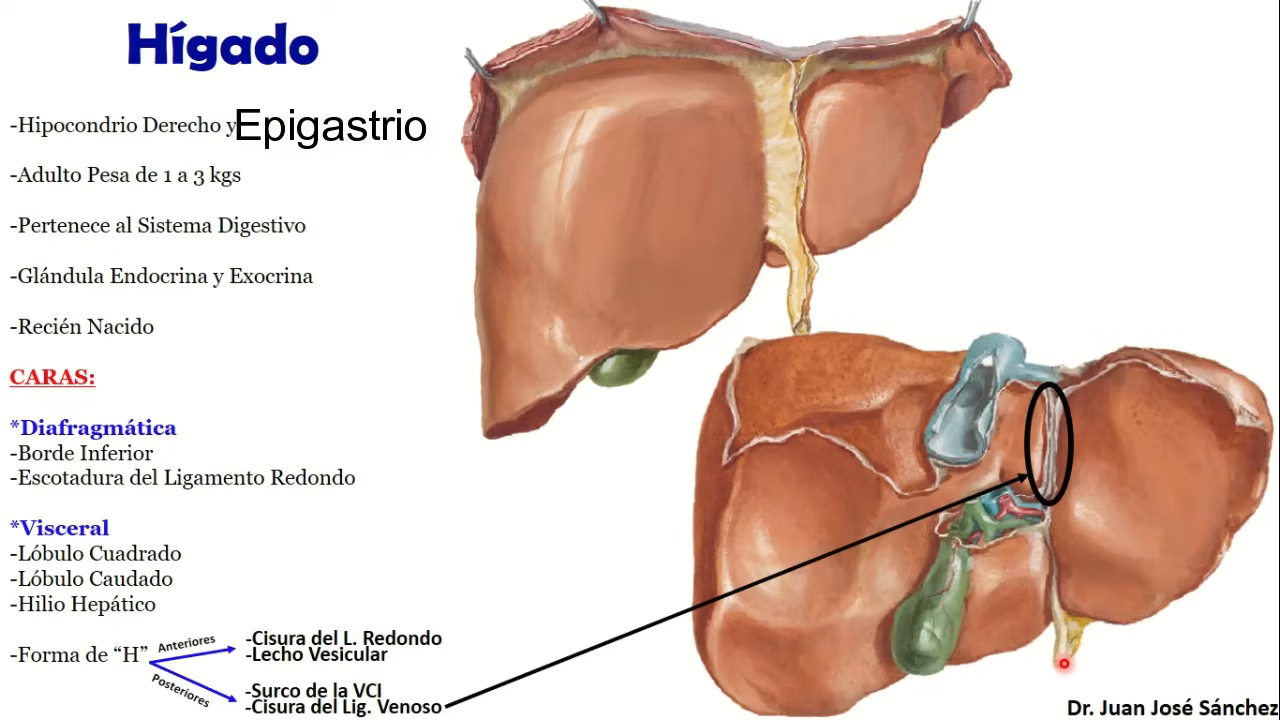 Hígado
-Hipocondrio Derecho y Epigastrio
-Adulto Pesa de 1 a 3 kgs
-Pertenece al Sistema Digestivo
-Glándula Endocrina y Exocrina
-Recién Nacido
CARAS:
*Diafragmática
-Borde Inferior
-Escotadura del Ligamento Redondo
*Visceral
-Lóbulo Cuadrado
-Lóbulo Caudado
-Hilio Hepático
-Forma de “H”
Anteriores
-Cisura del L. Redondo
-Lecho Vesicular
Posteriores
-Surco de la VCI
-Cisura del Lig. Venoso
Dr. Juan José Sánchez